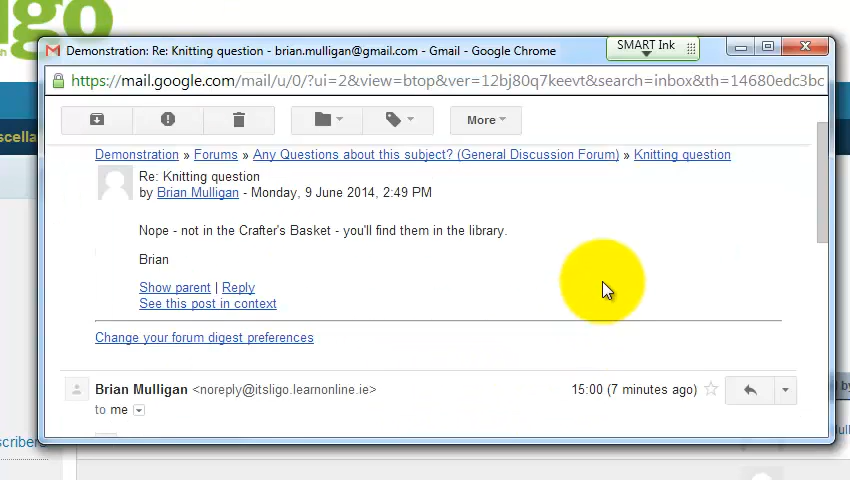 Demonstration: Re: Knitting question - brian.mulligan@gmail.com - Gmail - Google Chrome
SMART Ink
https://mail.google.com/mail/u/0/?ui=2&view=btop&ver=12bj80q7keevt&search=inbox&th=14680edc3bc
More
Demonstration » Forums » Any Questions about this subject? (General Discussion Forum) » Knitting question
Re: Knitting question
by Brian Mulligan - Monday, 9 June 2014, 2:49 PM
Nope - not in the Crafter's Basket - you'll find them in the library.
Brian
Show parent | Reply
See this post in context
Change your forum digest preferences
Brian Mulligan <noreply@itsligo.learnonline.ie>
15:00 (7 minutes ago)
to me